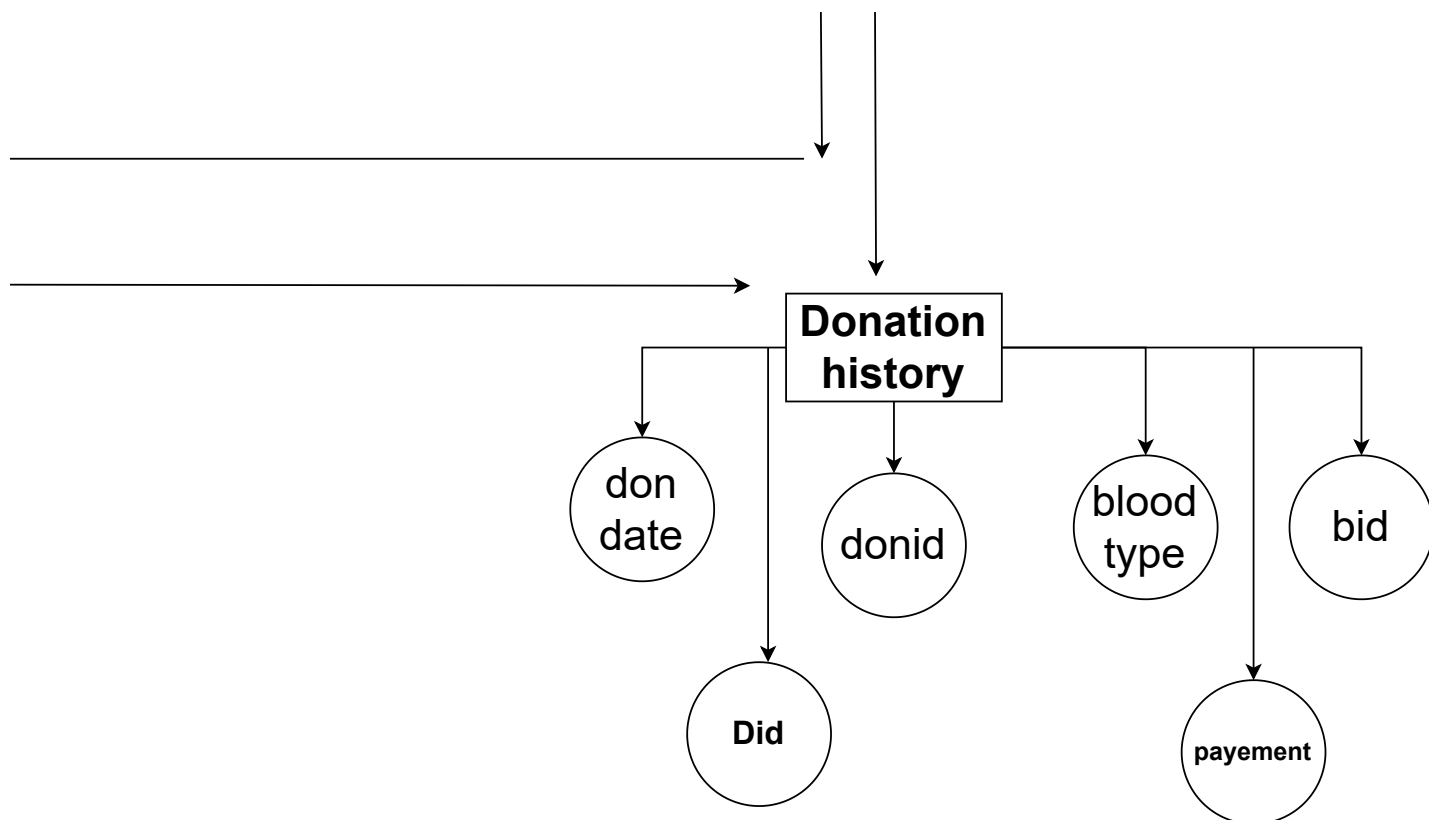 Donation
history
don
date
donid
blood
type
bid
Did
payement